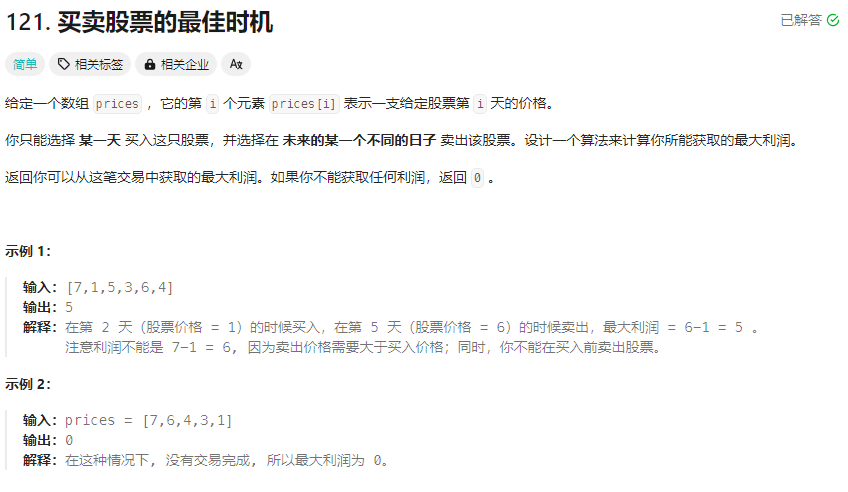 121. 买卖股票的最佳时机
已解答
简单 相关标签 相关企业 Aあ
给定一个数组 prices ，它的第 i 个元素 prices[i] 表示一支给定股票第 i 天的价格。
你只能选择 某一天 买入这只股票，并选择在 未来的某一个不同的日子 卖出该股票。设计一个算法来计算你所能获取的最大利润。
返回你可以从这笔交易中获取的最大利润。如果你不能获取任何利润，返回 0 。
示例 1：
输入：[7,1,5,3,6,4]
输出：5
解释：在第 2 天（股票价格 = 1）的时候买入，在第 5 天（股票价格 = 6）的时候卖出，最大利润 = 6-1 = 5 。
注意利润不能是 7-1 = 6, 因为卖出价格需要大于买入价格；同时，你不能在买入前卖出股票。
示例 2：
输入：prices = [7,6,4,3,1]
输出：0
解释：在这种情况下, 没有交易完成, 所以最大利润为 0。